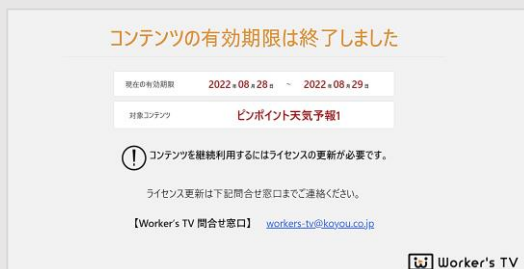 コンテンツの有効期限は終了しました
現在の有効期限 2022年08月28日 ~ 2022年08月29日
対象コンテンツ ピンポイント天気予報1
コンテンツを継続利用するにはライセンスの更新が必要です。
ライセンス更新は下記問合せ窓口までご連絡ください。
【Worker's TV 問合せ窓口】 workers-tv@koyou.co.jp
Worker's TV